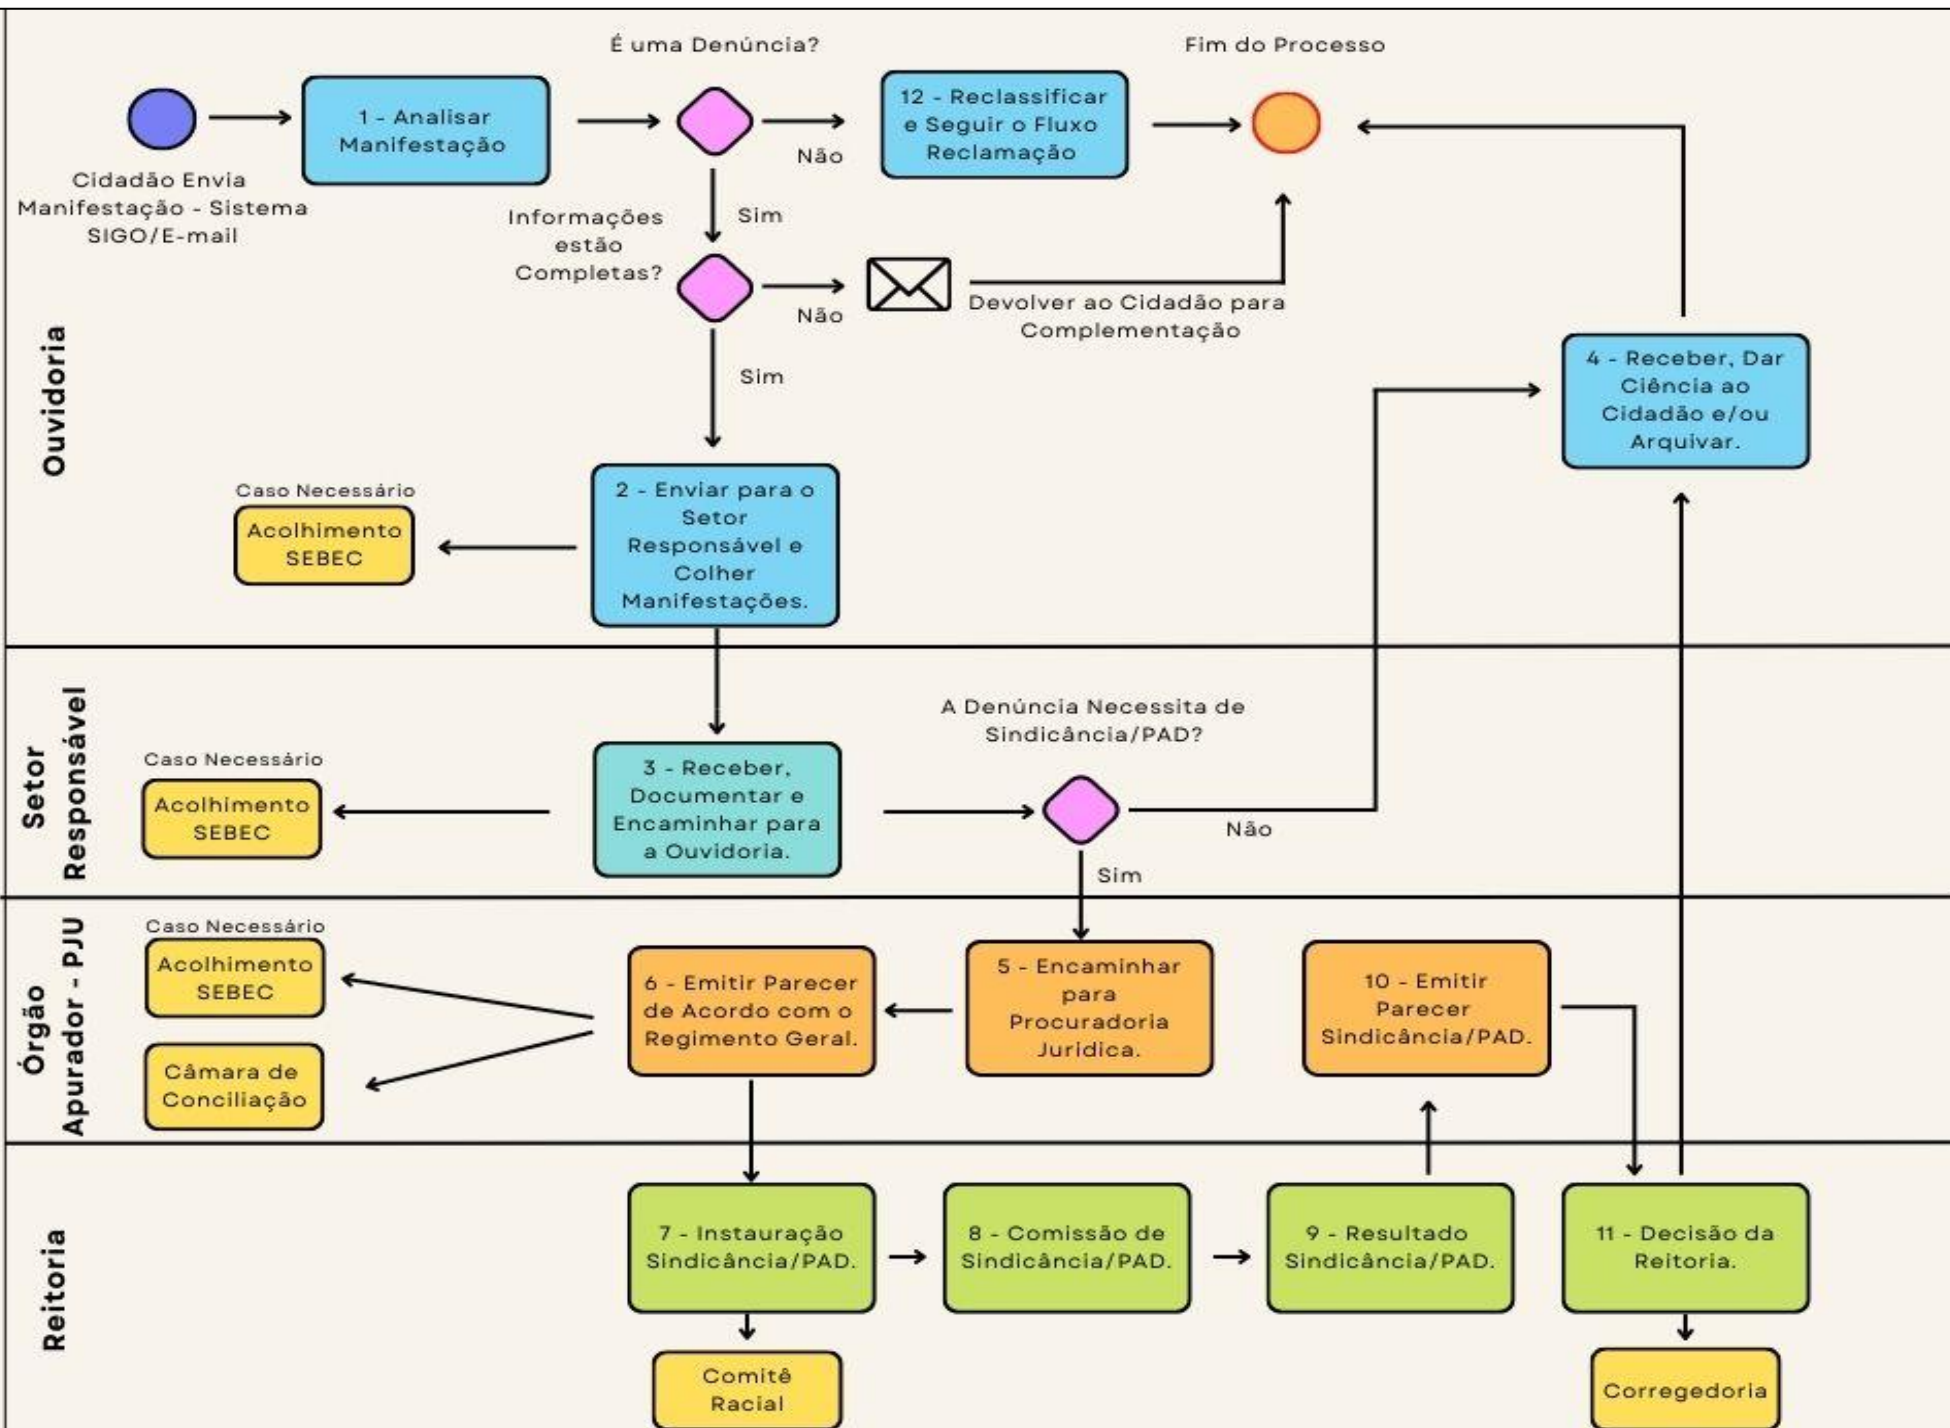 É uma Denúncia?
Fim do Processo
1 - Analisar
Manifestação
12 - Reclassificar
e Seguir o Fluxo
Reclamação
Não
Cidadão Envia
Manifestação - Sistema
SIGO/E-mail
Informações
estão
Completas?
Sim
Não
Devolver ao Cidadão para
Complementação
Sim
Ouvidoria
4 - Receber, Dar
Ciência ao
Cidadão e/ou
Arquivar.
Caso Necessário
Acolhimento
SEBEC
2 - Enviar para o
Setor
Responsável e
Colher
Manifestações.
Setor
Responsável
A Denúncia Necessita de
Sindicância/PAD?
Caso Necessário
Acolhimento
SEBEC
3 - Receber,
Documentar e
Encaminhar para
a Ouvidoria.
Não
Sim
Órgão
Apurador - PJU
Caso Necessário
Acolhimento
SEBEC
Câmara de
Conciliação
6 - Emitir Parecer
de Acordo com o
Regimento Geral.
5 - Encaminhar
para
Procuradoria
Juridica.
10 - Emitir
Parecer
Sindicância/PAD.
Reitoria
7 - Instauração
Sindicância/PAD.
8 - Comissão de
Sindicância/PAD.
9 - Resultado
Sindicância/PAD.
11 - Decisão da
Reitoria.
Comitê
Racial
Corregedoria